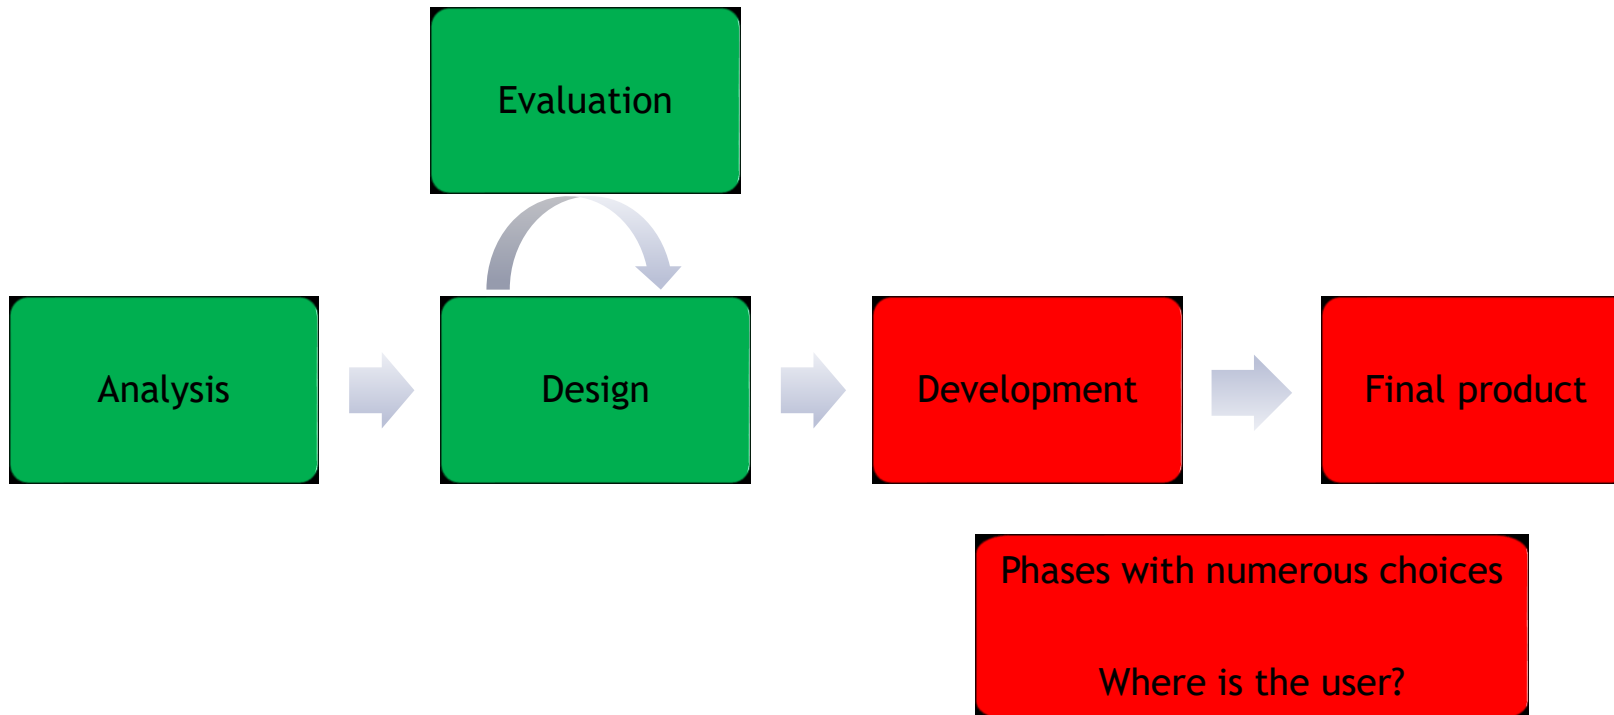 Evaluation
Analysis
Design
Development
Final product
Phases with numerous choices
Where is the user?